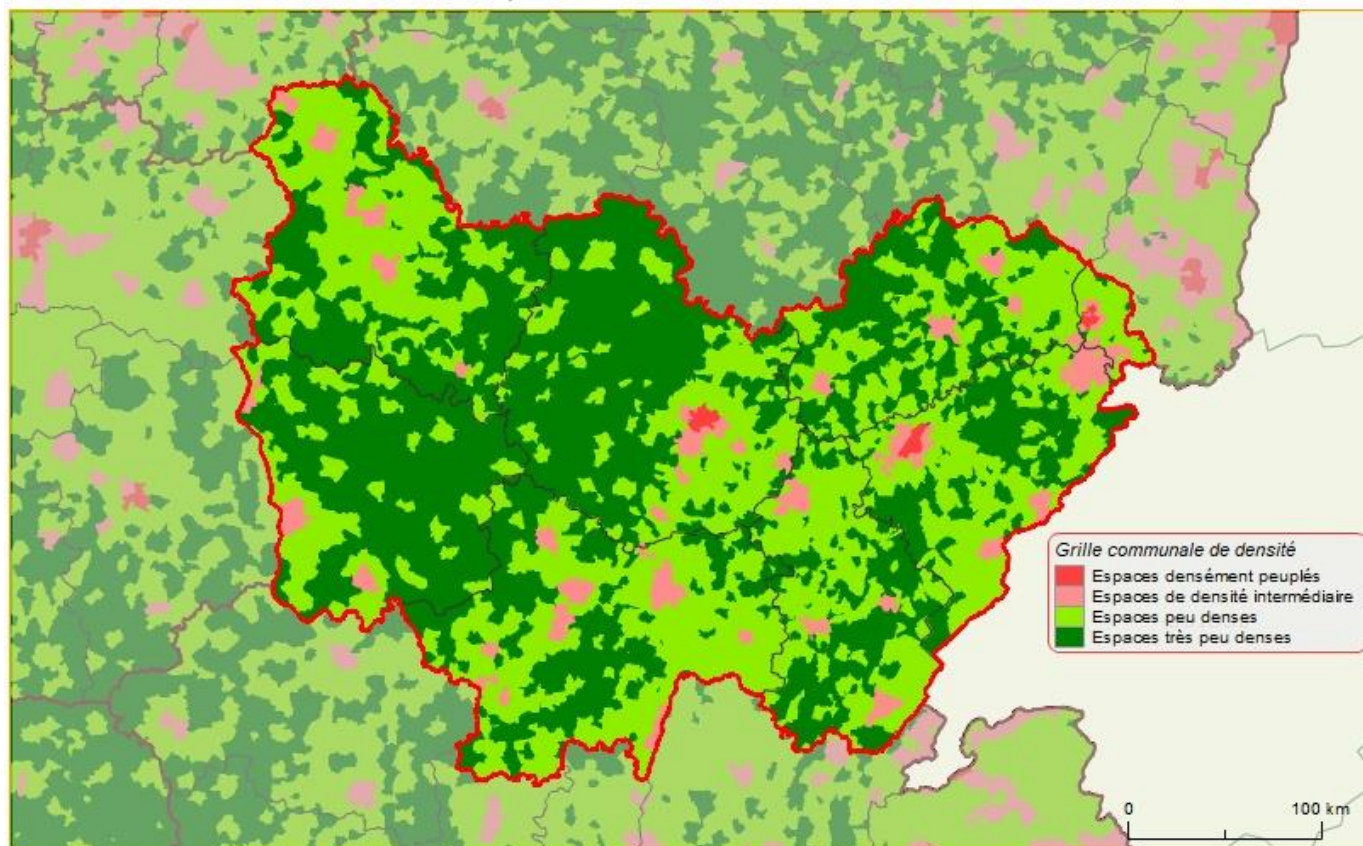 Grille communale de densité
Espaces densément peuplés
Espaces de densité intermédiaire
Espaces peu denses
Espaces très peu denses
0 100 km